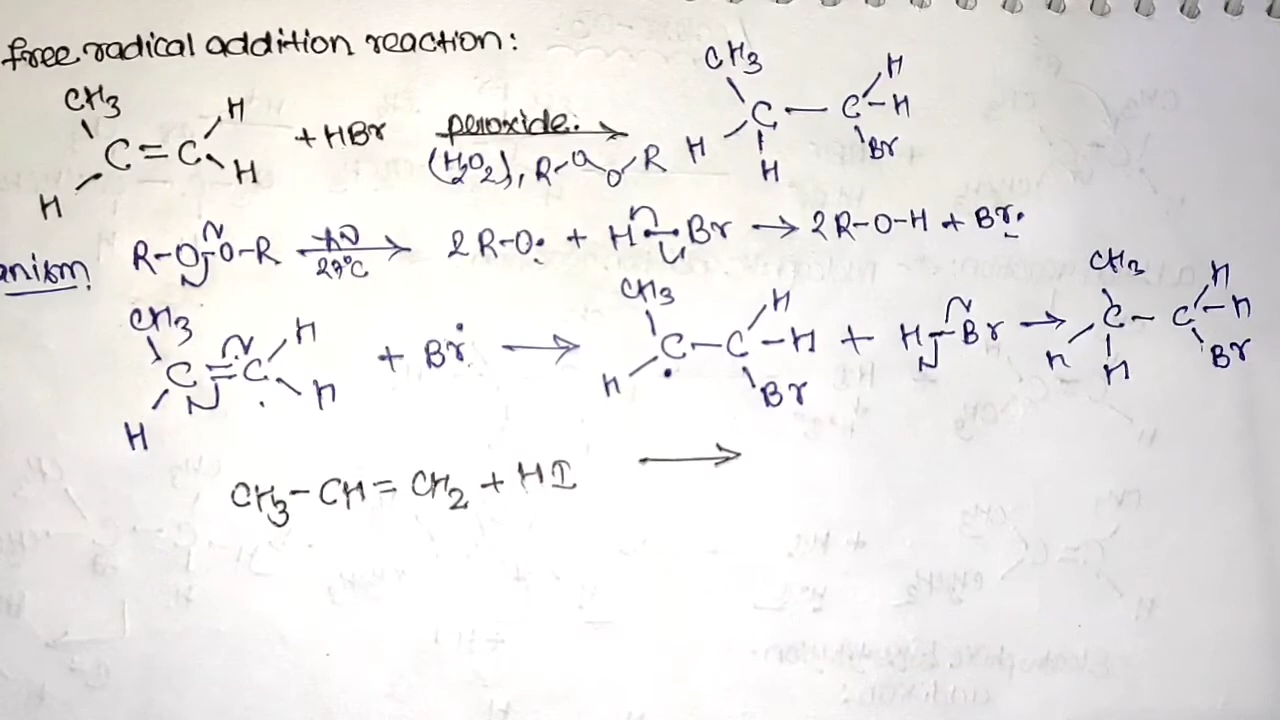 free radical addition reaction:
CH3 H CH3 H
C=C + HBr peroxide. C — C-H
H H (H2O2), R-O O-R H H Br
anism R-O-O-R hν 27°C 2R-O• + H-Br → 2R-O-H + Br•
CH3 H CH3 H CH3 H
C=C + Br• → C-C-H + H-Br → C-C-H
H H H • Br H H Br
CH3-CH=CH2 + HI →